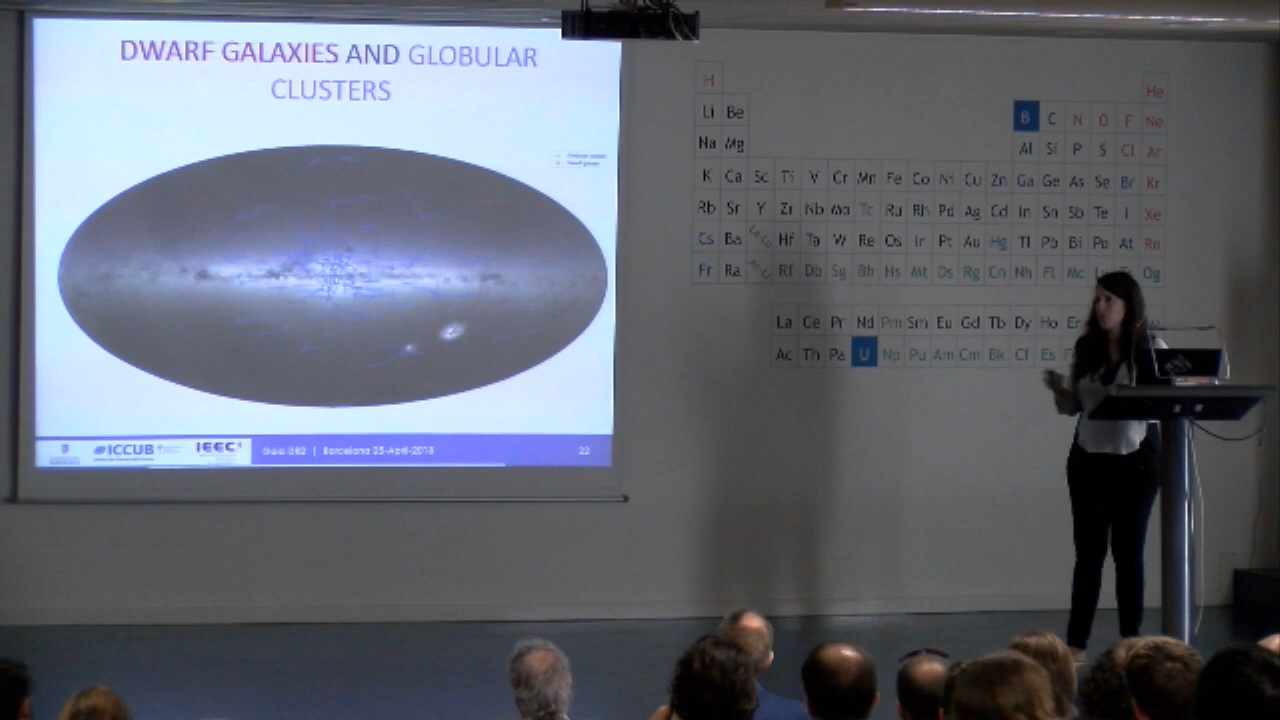 DWARF GALAXIES AND GLOBULAR
CLUSTERS
ICCUB IEEC Gaia DR2 | Barcelona 25-April-2018 22
H He
Li Be B C N O F Ne
Na Mg Al Si P S Cl Ar
K Ca Sc Ti V Cr Mn Fe Co Ni Cu Zn Ga Ge As Se Br Kr
Rb Sr Y Zr Nb Mo Tc Ru Rh Pd Ag Cd In Sn Sb Te I Xe
Cs Ba La-Lu Hf Ta W Re Os Ir Pt Au Hg Tl Pb Bi Po At Rn
Fr Ra Rf Db Sg Bh Hs Mt Ds Rg Cn Nh Fl Mc Og
La Ce Pr Nd Pm Sm Eu Gd Tb Dy Ho
Ac Th Pa U Np Pu Am Cm Bk Cf Es